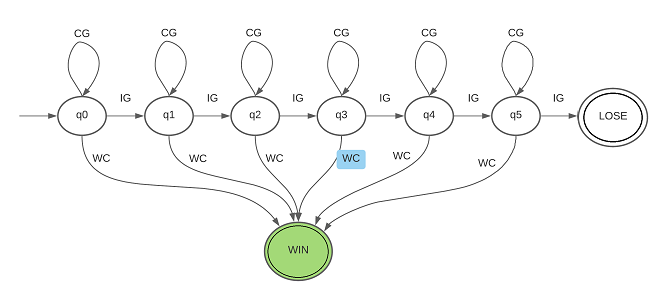 CG CG CG CG CG CG
IG IG IG IG IG IG
q0 q1 q2 q3 q4 q5 LOSE
WC WC WC WC WC WC
WIN